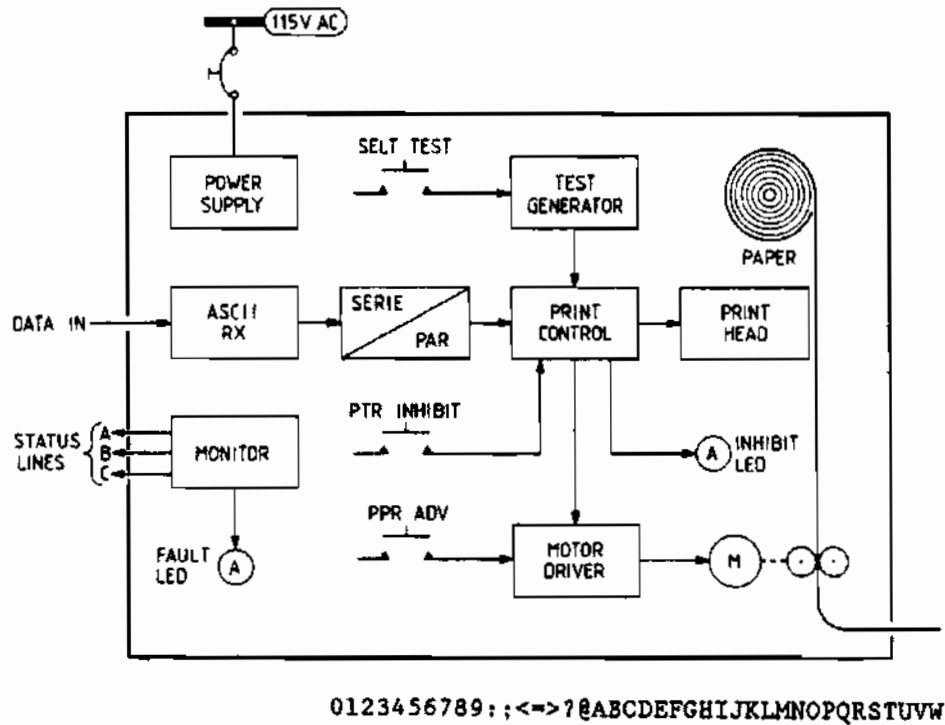 115V AC
SELT TEST
POWER
SUPPLY
TEST
GENERATOR
PAPER
DATA IN
ASCII
RX
SERIE
PAR
PRINT
CONTROL
PRINT
HEAD
PTR INHIBIT
STATUS
LINES
A
B
C
MONITOR
A
INHIBIT
LED
PPR ADV
FAULT
LED
A
MOTOR
DRIVER
M
0123456789:;<=>?@ABCDEFGHIJKLMNOPQRSTUVW